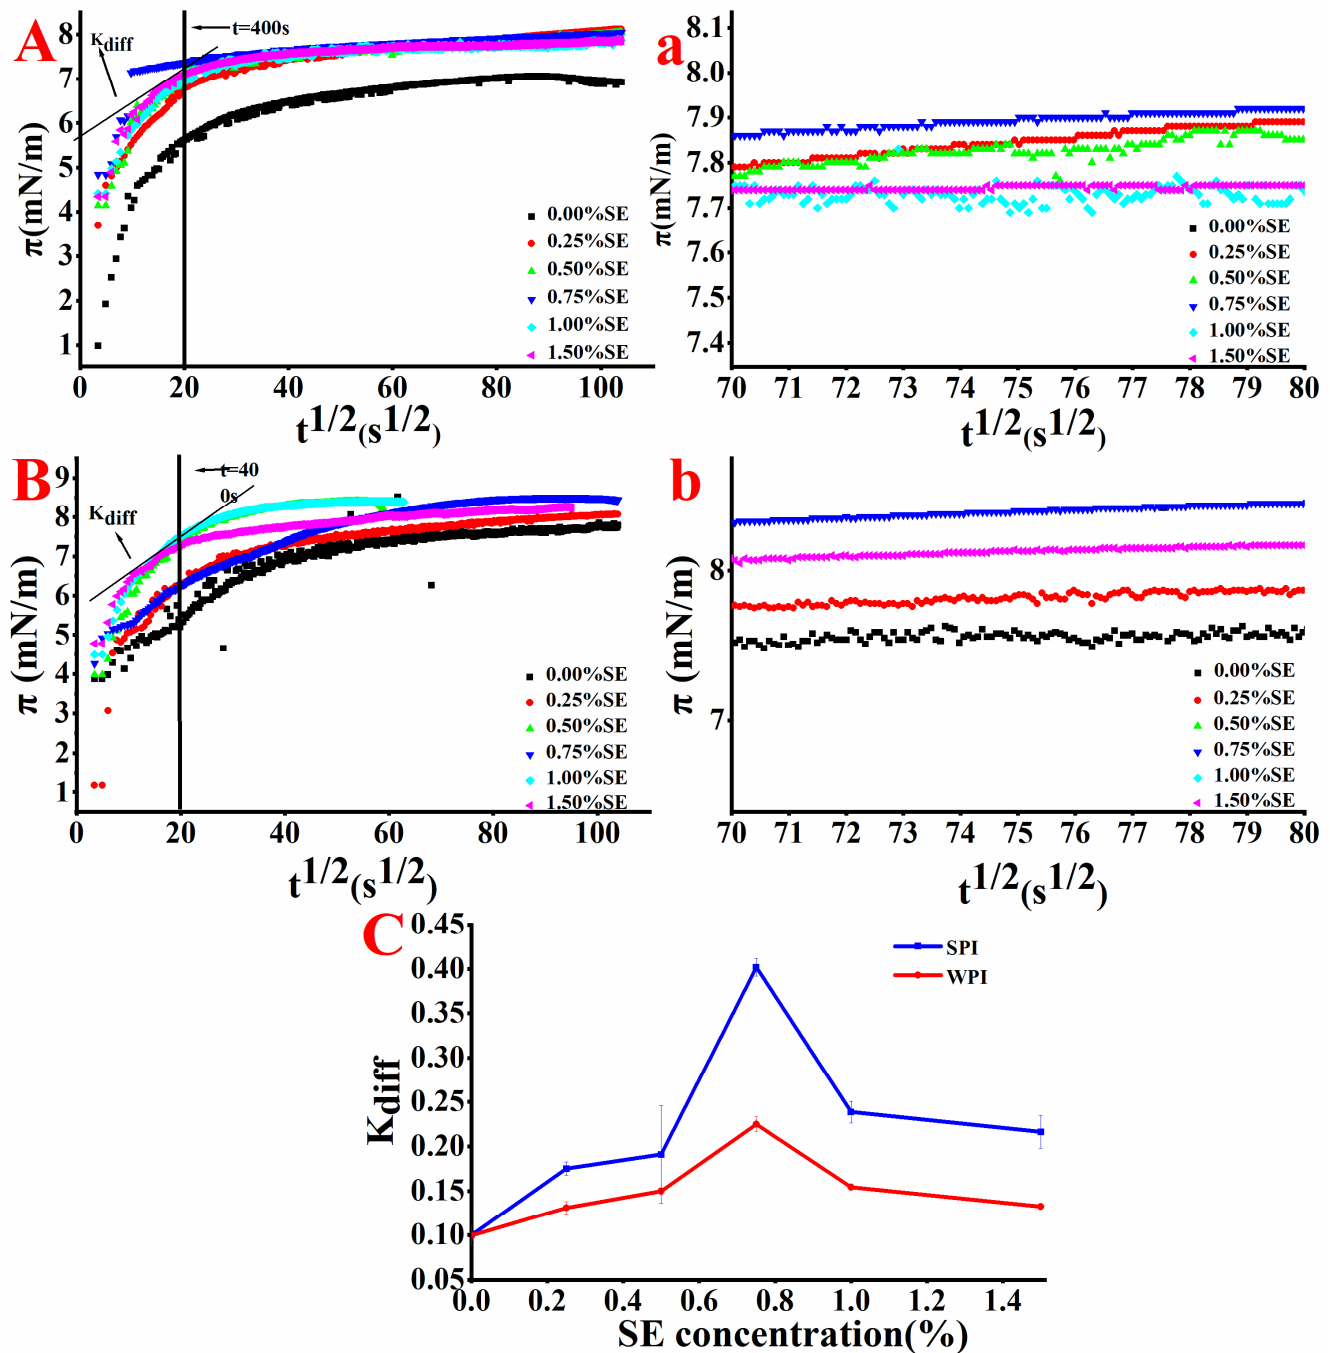 A
8
7
6
5
4
3
2
1
π(mN/m)
Kdiff
t=400s
0.00%SE
0.25%SE
0.50%SE
0.75%SE
1.00%SE
1.50%SE
0 20 40 60 80 100
t1/2(s1/2)
a
8.1
8.0
7.9
7.8
7.7
7.6
7.5
7.4
π(mN/m)
0.00%SE
0.25%SE
0.50%SE
0.75%SE
1.00%SE
1.50%SE
70 71 72 73 74 75 76 77 78 79 80
t1/2(s1/2)
B
9
8
7
6
5
4
3
2
1
π (mN/m)
Kdiff
t=40
0s
0.00%SE
0.25%SE
0.50%SE
0.75%SE
1.00%SE
1.50%SE
0 20 40 60 80 100
t1/2(s1/2)
b
8
7
π (mN/m)
0.00%SE
0.25%SE
0.50%SE
0.75%SE
1.00%SE
1.50%SE
70 71 72 73 74 75 76 77 78 79 80
t1/2(s1/2)
C
0.45
0.40
0.35
0.30
0.25
0.20
0.15
0.10
0.05
Kdiff
SPI
WPI
0.0 0.2 0.4 0.6 0.8 1.0 1.2 1.4
SE concentration(%)